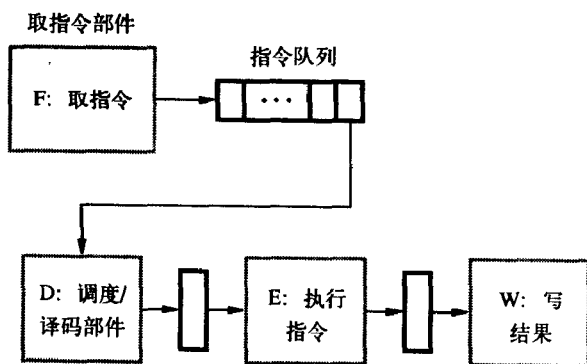 取指令部件
指令队列
F: 取指令
···
D: 调度/
译码部件
E: 执行
指令
W: 写
结果